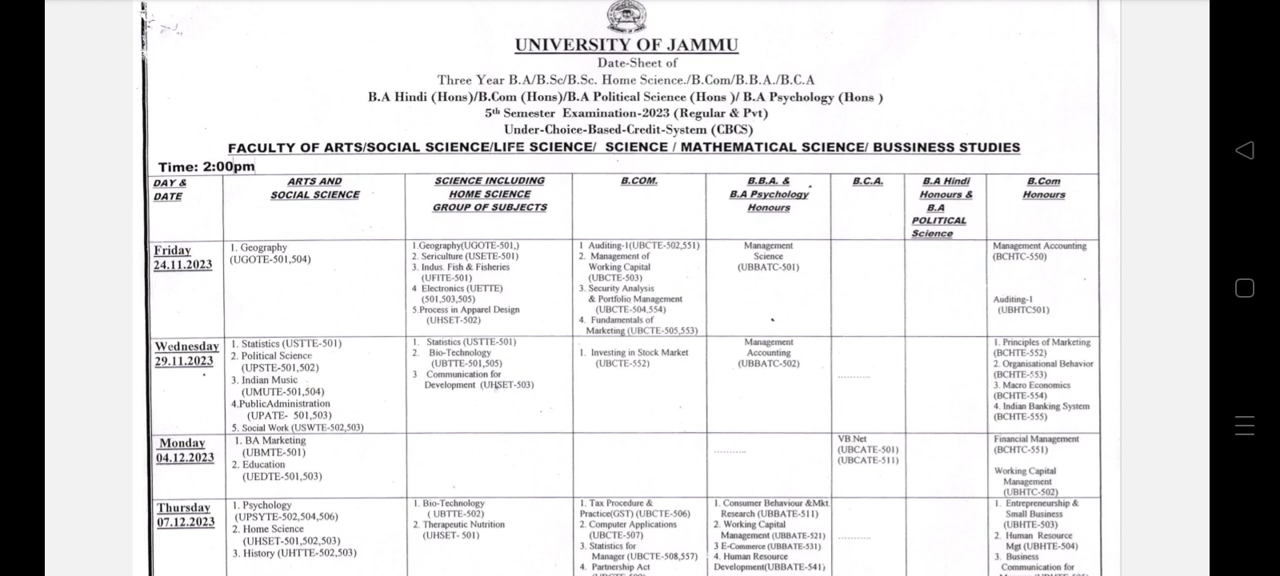 UNIVERSITY OF JAMMU
Date-Sheet of
Three Year B.A/B.Sc/B.Sc. Home Science./B.Com/B.B.A./B.C.A
B.A Hindi (Hons)/B.Com (Hons)/B.A Political Science (Hons )/ B.A Psychology (Hons )
5th Semester Examination-2023 (Regular & Pvt)
Under-Choice-Based-Credit-System (CBCS)
FACULTY OF ARTS/SOCIAL SCIENCE/LIFE SCIENCE/ SCIENCE / MATHEMATICAL SCIENCE/ BUSSINESS STUDIES
Time: 2:00pm
DAY &
DATE
ARTS AND
SOCIAL SCIENCE
SCIENCE INCLUDING
HOME SCIENCE
GROUP OF SUBJECTS
B.COM.
B.B.A. &
B.A Psychology
Honours
B.C.A.
B.A Hindi
Honours &
B.A
POLITICAL
Science
B.Com
Honours
Friday
24.11.2023
1. Geography
(UGOTE-501,504)
1.Geography(UGOTE-501,)
2. Sericulture (USETE-501)
3. Indus. Fish & Fisheries
(UFITE-501)
4 Electronics (UETTE)
(501,503,505)
5.Process in Apparel Design
(UHSET-502)
1 Auditing-I(UBCTE-502,551)
2. Management of
Working Capital
(UBCTE-503)
3. Security Analysis
& Portfolio Management
(UBCTE-504,554)
4. Fundamentals of
Marketing (UBCTE-505,553)
Management
Science
(UBBATC-501)
Management Accounting
(BCHTC-550)
Auditing-I
(UBHTC501)
Wednesday
29.11.2023
1. Statistics (USTTE-501)
2. Political Science
(UPSTE-501,502)
3. Indian Music
(UMUTE-501,504)
4.PublicAdministration
(UPATE- 501,503)
5. Social Work (USWTE-502,503)
1. Statistics (USTTE-501)
2. Bio-Technology
(UBTTE-501,505)
3 Communication for
Development (UHSET-503)
1. Investing in Stock Market
(UBCTE-552)
Management
Accounting
(UBBATC-502)
..........
1. Principles of Marketing
(BCHTE-552)
2. Organisational Behavior
(BCHTE-553)
3. Macro Economics
(BCHTE-554)
4. Indian Banking System
(BCHTE-555)
Monday
04.12.2023
1. BA Marketing
(UBMTE-501)
2. Education
(UEDTE-501,503)
..........
VB.Net
(UBCATE-501)
(UBCATE-511)
Financial Management
(BCHTC-551)
Working Capital
Management
(UBHTC-502)
Thursday
07.12.2023
1. Psychology
(UPSYTE-502,504,506)
2. Home Science
(UHSET-501,502,503)
3. History (UHTTE-502,503)
1. Bio-Technology
( UBTTE-502)
2. Therapeutic Nutrition
(UHSET- 501)
1. Tax Procedure &
Practice(GST) (UBCTE-506)
2. Computer Applications
(UBCTE-507)
3. Statistics for
Manager (UBCTE-508,557)
4. Partnership Act
1. Consumer Behaviour &Mkt.
Research (UBBATE-511)
2. Working Capital
Management (UBBATE-521)
3 E-Commerce (UBBATE-531)
4. Human Resource
Development(UBBATE-541)
..........
1. Entrepreneurship &
Small Business
(UBHTE-503)
2. Human Resource
Mgt (UBHTE-504)
3. Business
Communication for